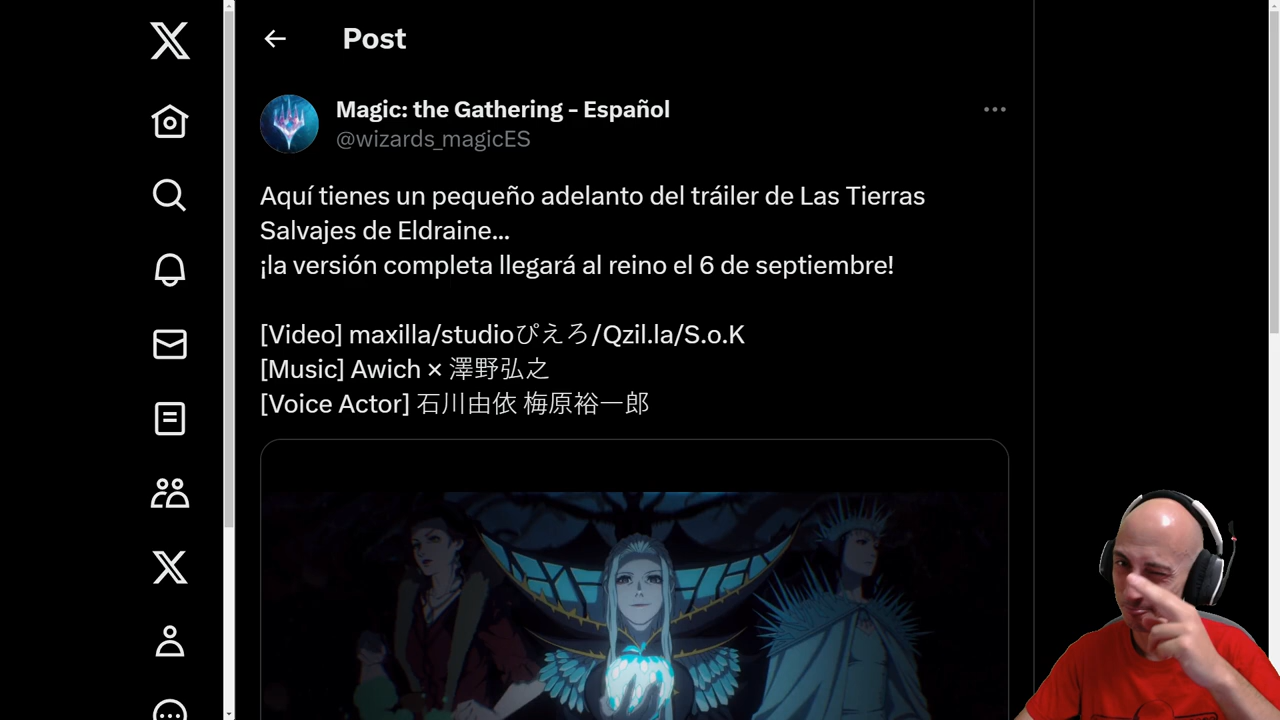 Post
Magic: the Gathering - Español
@wizards_magicES
Aquí tienes un pequeño adelanto del tráiler de Las Tierras
Salvajes de Eldraine...
¡la versión completa llegará al reino el 6 de septiembre!
[Video] maxilla/studioぴえろ/Qzil.la/S.o.K
[Music] Awich × 澤野弘之
[Voice Actor] 石川由依 梅原裕一郎